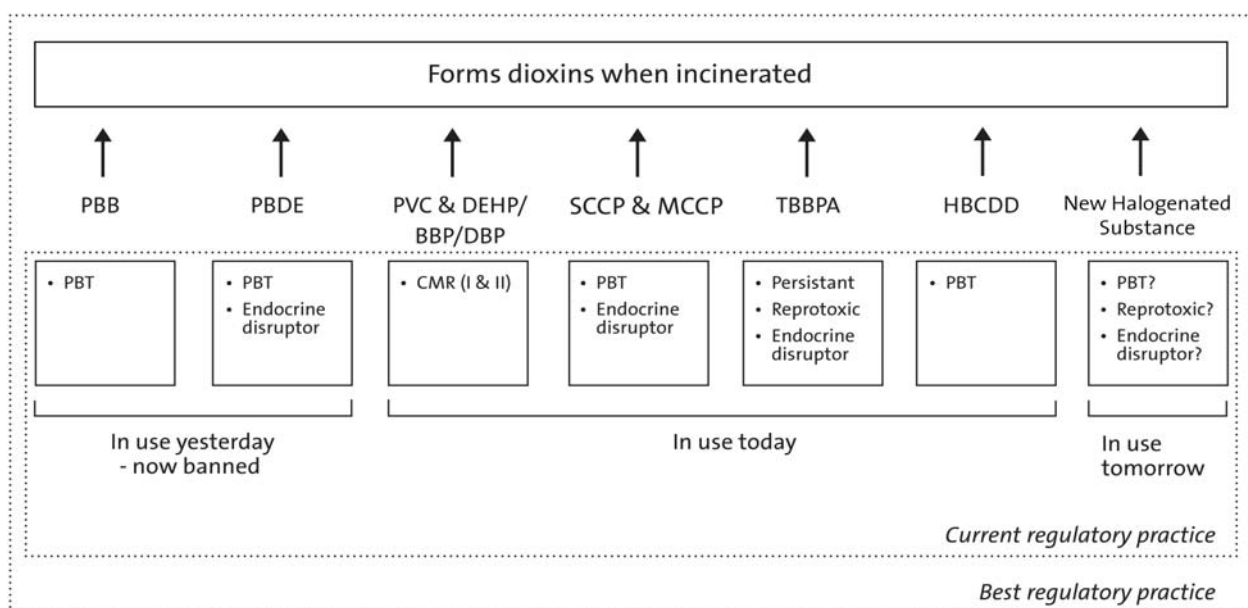 Forms dioxins when incinerated
PBB
PBDE
PVC & DEHP/
BBP/DBP
SCCP & MCCP
TBBPA
HBCDD
New Halogenated
Substance
• PBT
• PBT
• Endocrine
disruptor
• CMR (I & II)
• PBT
• Endocrine
disruptor
• Persistant
• Reprotoxic
• Endocrine
disruptor
• PBT
• PBT?
• Reprotoxic?
• Endocrine
disruptor?
In use yesterday
- now banned
In use today
In use
tomorrow
Current regulatory practice
Best regulatory practice